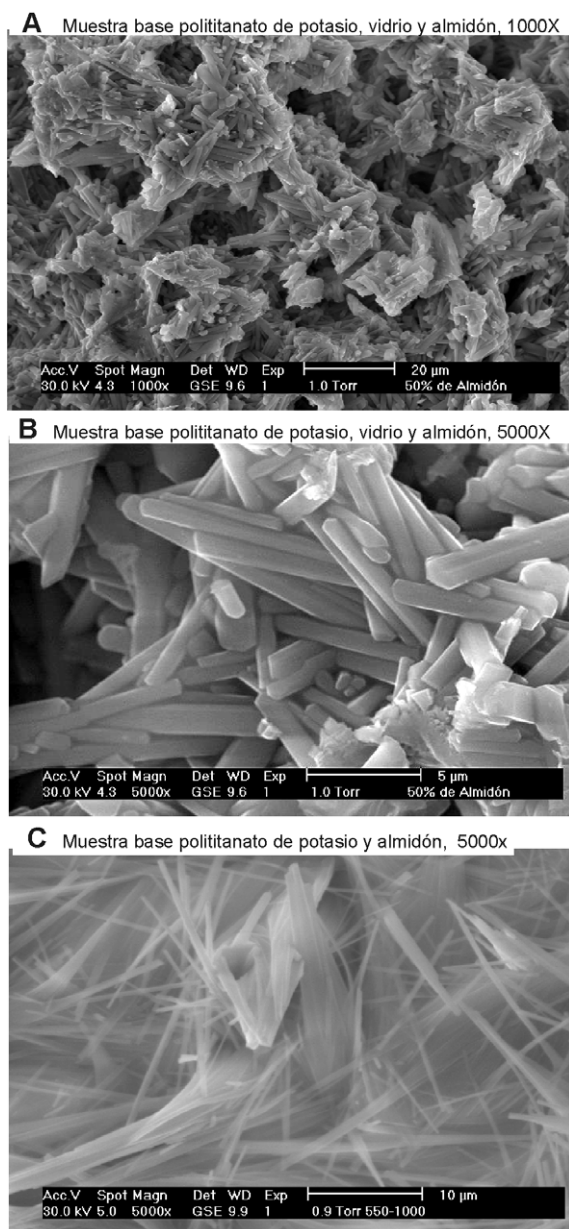 A Muestra base polititanato de potasio, vidrio y almidón, 1000X
Acc.V Spot Magn Det WD Exp 20 µm
30.0 kV 4.3 1000x GSE 9.6 1 1.0 Torr 50% de Almidón
B Muestra base polititanato de potasio, vidrio y almidón, 5000X
Acc.V Spot Magn Det WD Exp 5 µm
30.0 kV 4.3 5000x GSE 9.6 1 1.0 Torr 50% de Almidón
C Muestra base polititanato de potasio y almidón, 5000x
Acc.V Spot Magn Det WD 10 µm
30.0 kV 5.0 5000x GSE 9.9 0.9 Torr 550-1000